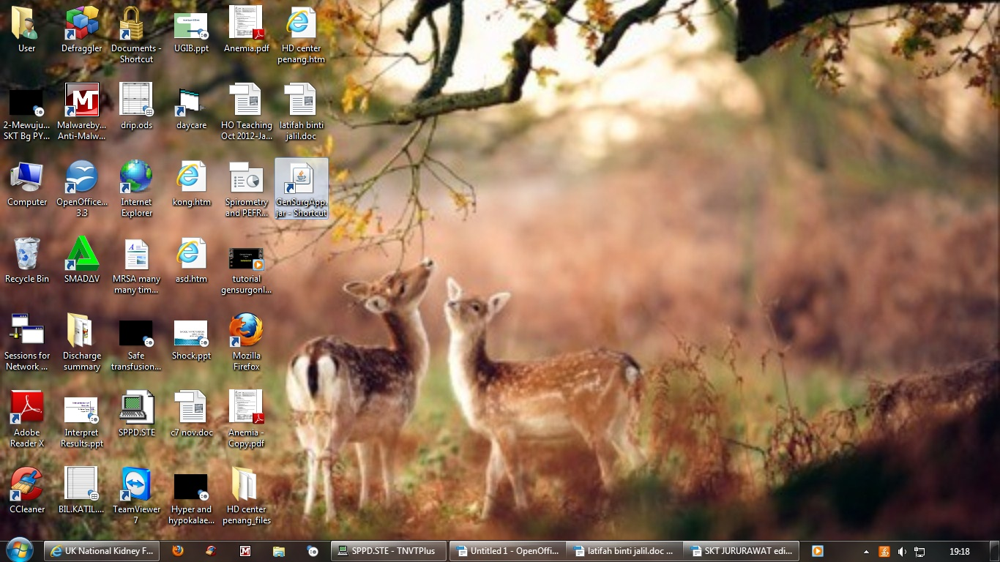 User
Defraggler
Documents -
Shortcut
UGIB.ppt
Anemia.pdf
HD center
penang.htm
2-Mewuju...
SKT Bg PY...
Malwareby...
Anti-Malw...
drip.ods
daycare
HO Teaching
Oct 2012-Ja...
latifah binti
jalil.doc
Computer
OpenOffice...
3.3
Internet
Explorer
kong.htm
Spirometry
and PEFR...
GenSurgApp.
jar - Shortcut
Recycle Bin
SMADΔV
MRSA many
many tim...
asd.htm
tutorial
gensurgonl...
Sessions for
Network ...
Discharge
summary
Safe
transfusion...
Shock.ppt
Mozilla
Firefox
Adobe
Reader X
Interpret
Results.ppt
SPPD.STE
c7 nov.doc
Anemia -
Copy.pdf
CCleaner
BIL.KATIL....
TeamViewer
7
Hyper and
hypokalae...
HD center
penang_files
UK National Kidney F...
SPPD.STE - TNVTPlus
Untitled 1 - OpenOffi...
latifah binti jalil.doc ...
SKT JURURAWAT edi...
19:18